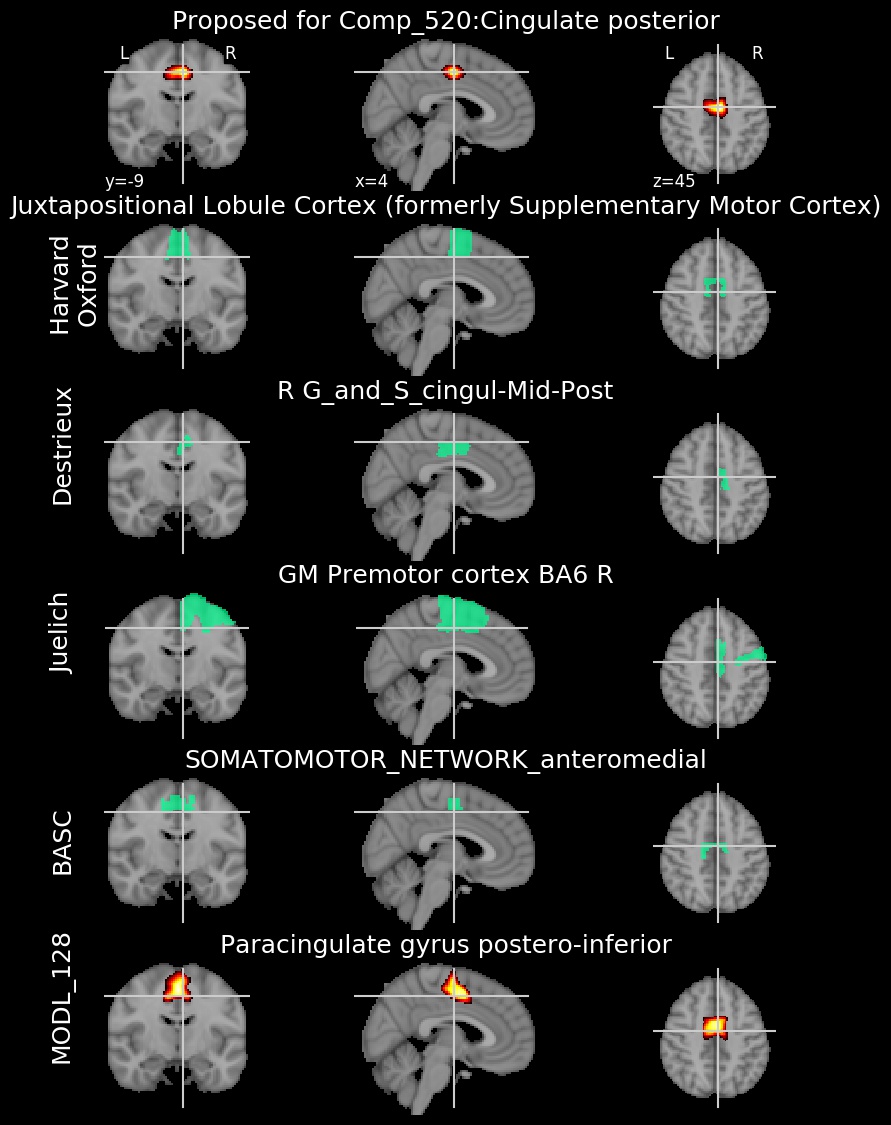 Proposed for Comp_520:Cingulate posterior
L R L R
y=-9 x=4 z=45
Juxtapositional Lobule Cortex (formerly Supplementary Motor Cortex)
Harvard
Oxford
R G_and_S_cingul-Mid-Post
Destrieux
GM Premotor cortex BA6 R
Juelich
SOMATOMOTOR_NETWORK_anteromedial
BASC
Paracingulate gyrus postero-inferior
MODL_128